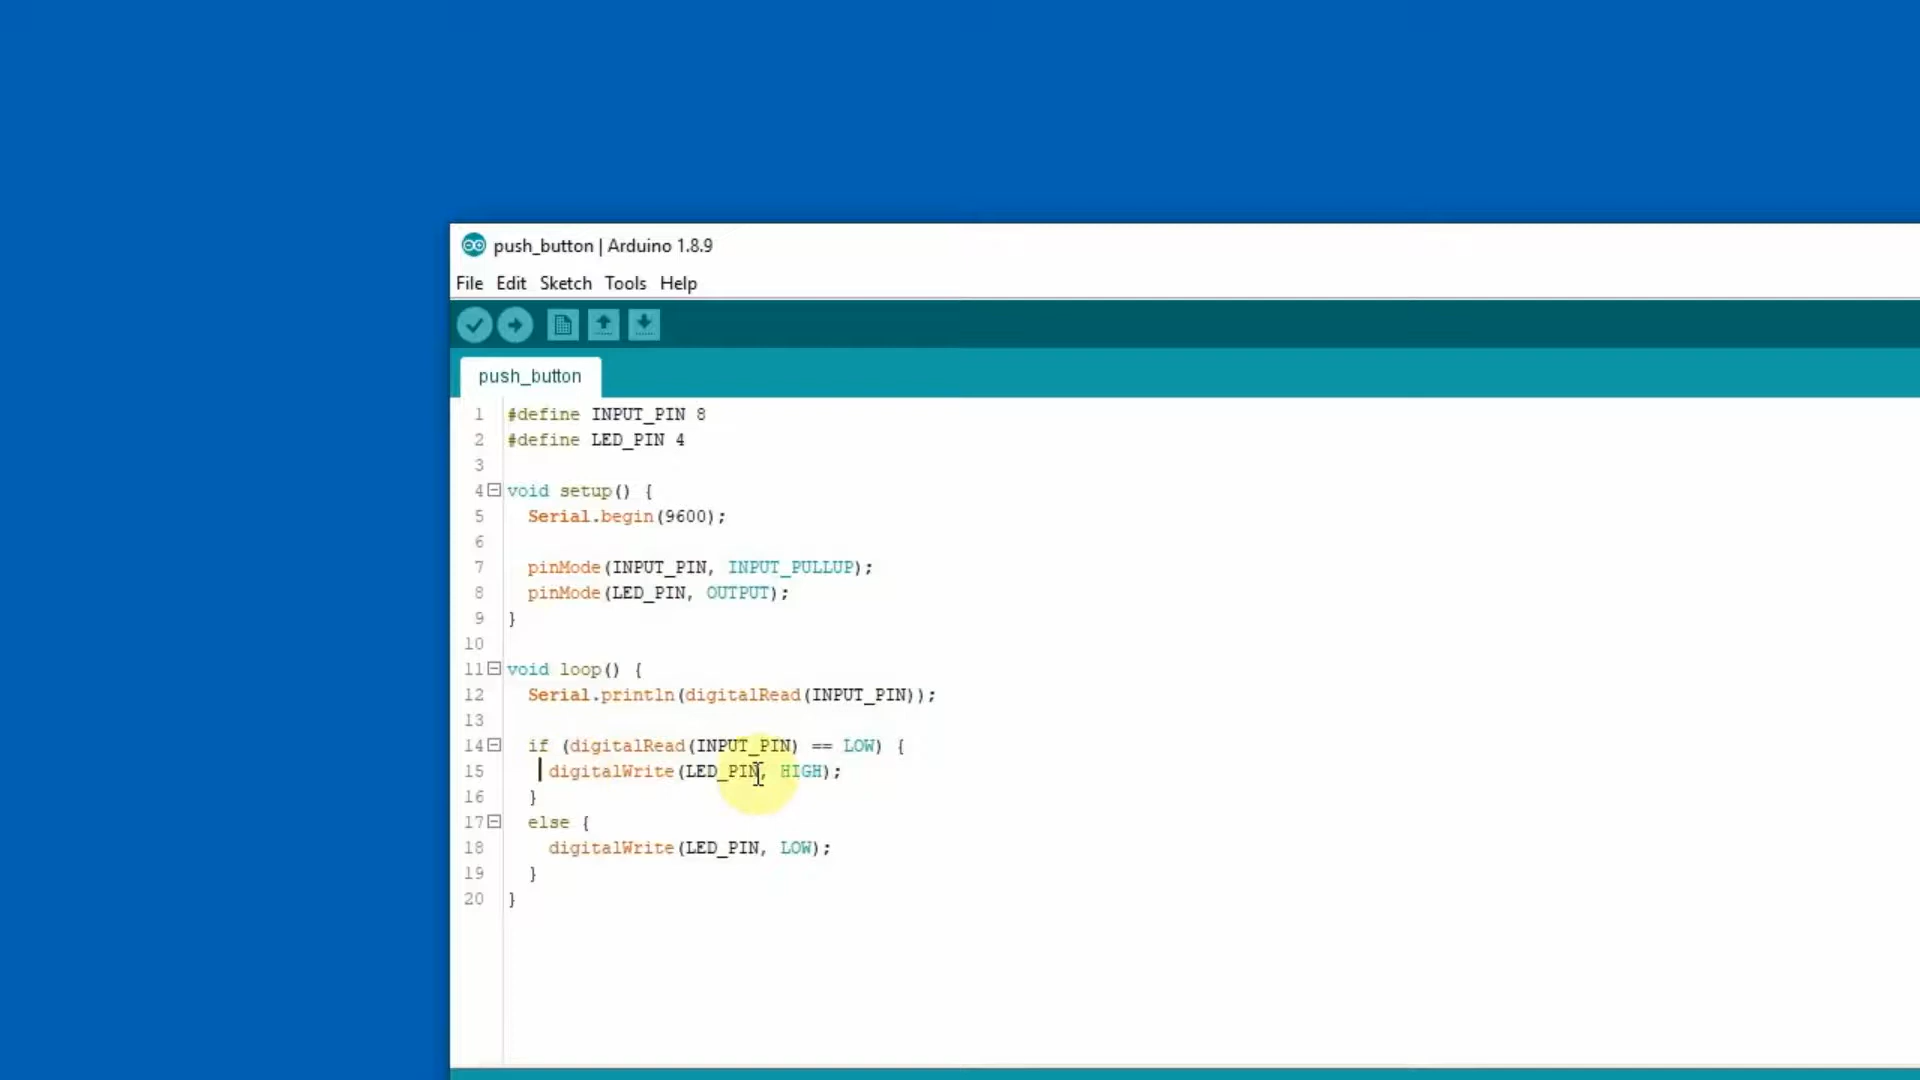 push_button | Arduino 1.8.9
File Edit Sketch Tools Help
push_button
1 #define INPUT_PIN 8
2 #define LED_PIN 4
3
4 void setup() {
5 Serial.begin(9600);
6
7 pinMode(INPUT_PIN, INPUT_PULLUP);
8 pinMode(LED_PIN, OUTPUT);
9 }
10
11 void loop() {
12 Serial.println(digitalRead(INPUT_PIN));
13
14 if (digitalRead(INPUT_PIN) == LOW) {
15 digitalWrite(LED_PIN, HIGH);
16 }
17 else {
18 digitalWrite(LED_PIN, LOW);
19 }
20 }